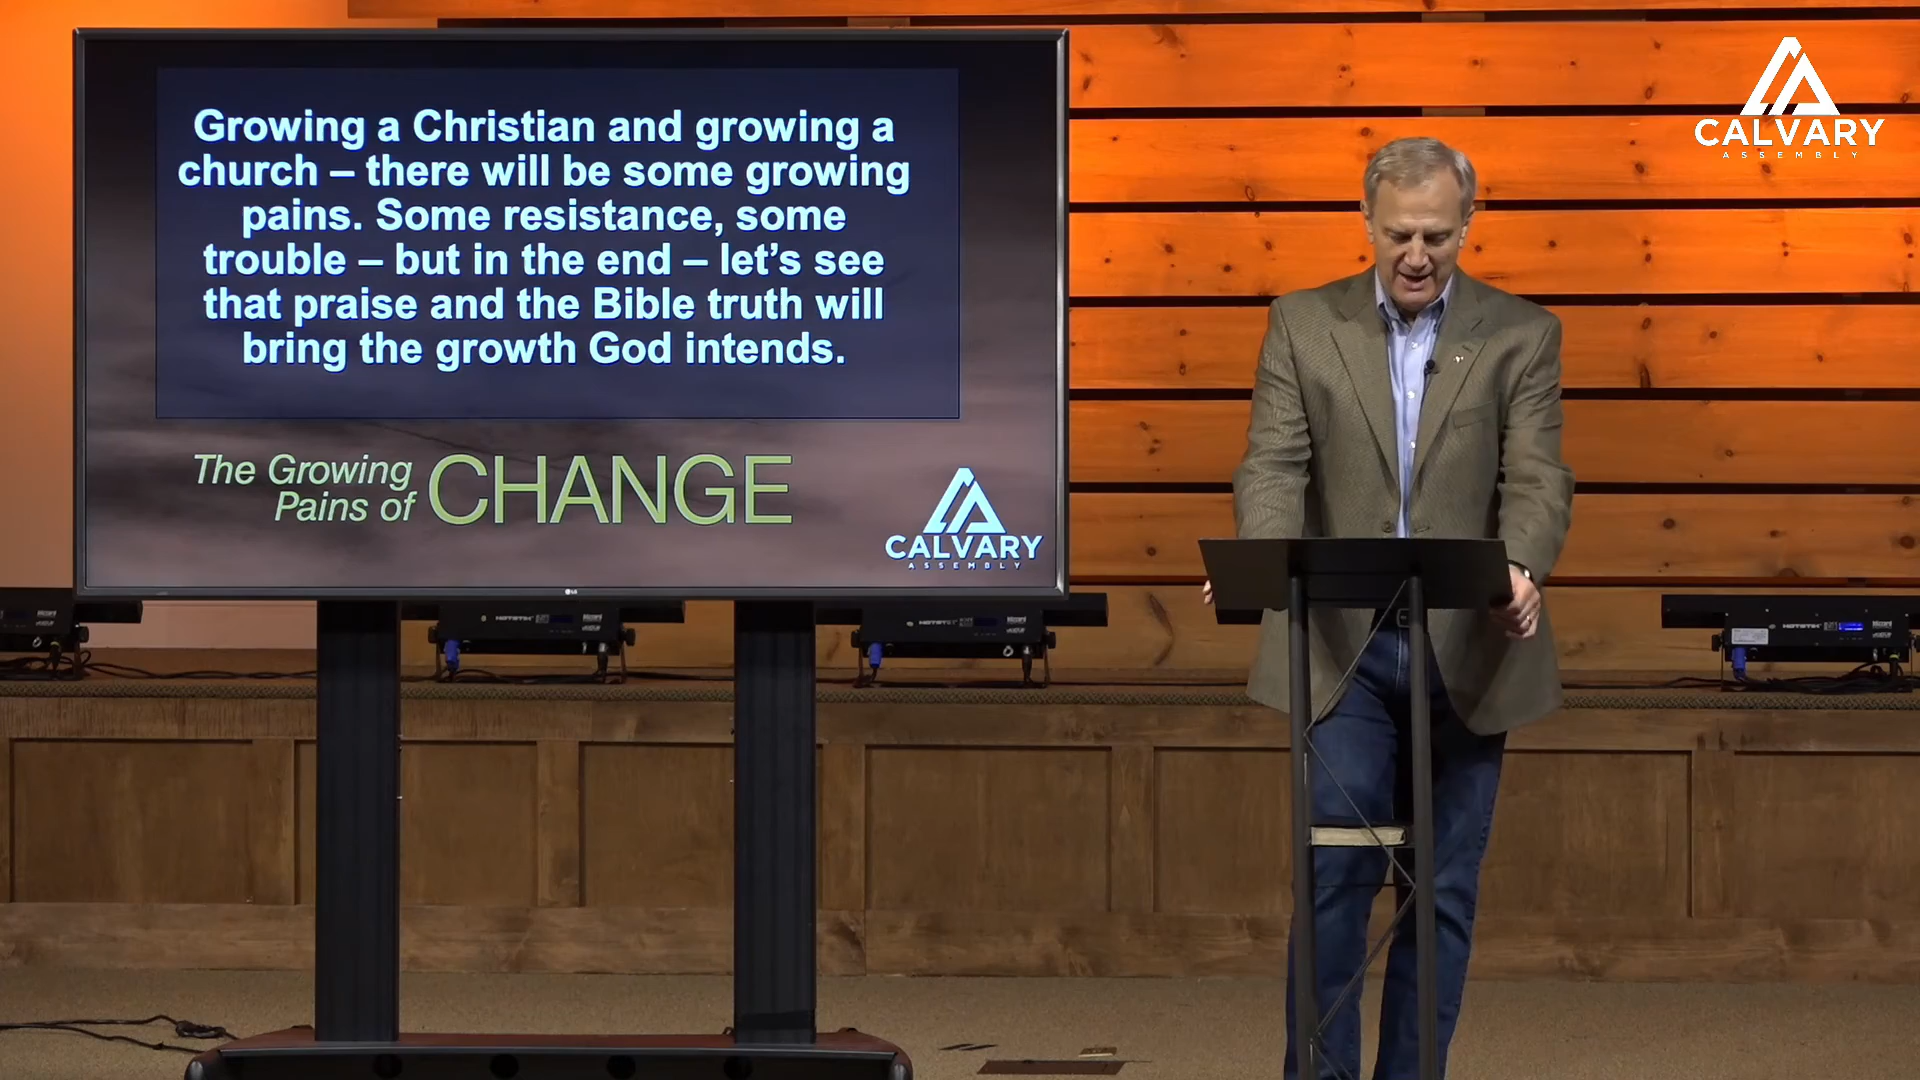 Growing a Christian and growing a
church – there will be some growing
pains. Some resistance, some
trouble – but in the end – let’s see
that praise and the Bible truth will
bring the growth God intends.
The Growing
Pains of CHANGE
CALVARY
ASSEMBLY
LG
CALVARY
ASSEMBLY